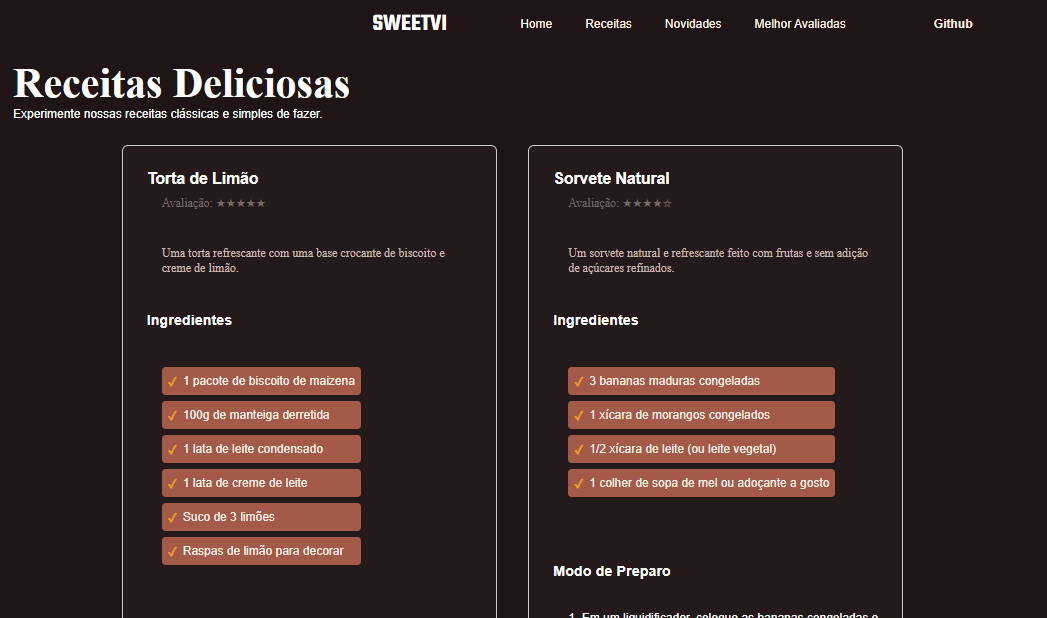 SWEETVI Home Receitas Novidades Melhor Avaliadas Github
Receitas Deliciosas
Experimente nossas receitas clássicas e simples de fazer.
Torta de Limão
Avaliação: ★★★★★
Uma torta refrescante com uma base crocante de biscoito e
creme de limão.
Ingredientes
✓ 1 pacote de biscoito de maizena
✓ 100g de manteiga derretida
✓ 1 lata de leite condensado
✓ 1 lata de creme de leite
✓ Suco de 3 limões
✓ Raspas de limão para decorar
Sorvete Natural
Avaliação: ★★★★☆
Um sorvete natural e refrescante feito com frutas e sem adição
de açúcares refinados.
Ingredientes
✓ 3 bananas maduras congeladas
✓ 1 xícara de morangos congelados
✓ 1/2 xícara de leite (ou leite vegetal)
✓ 1 colher de sopa de mel ou adoçante a gosto
Modo de Preparo
1. Em um liquidificador, coloque as bananas congeladas e